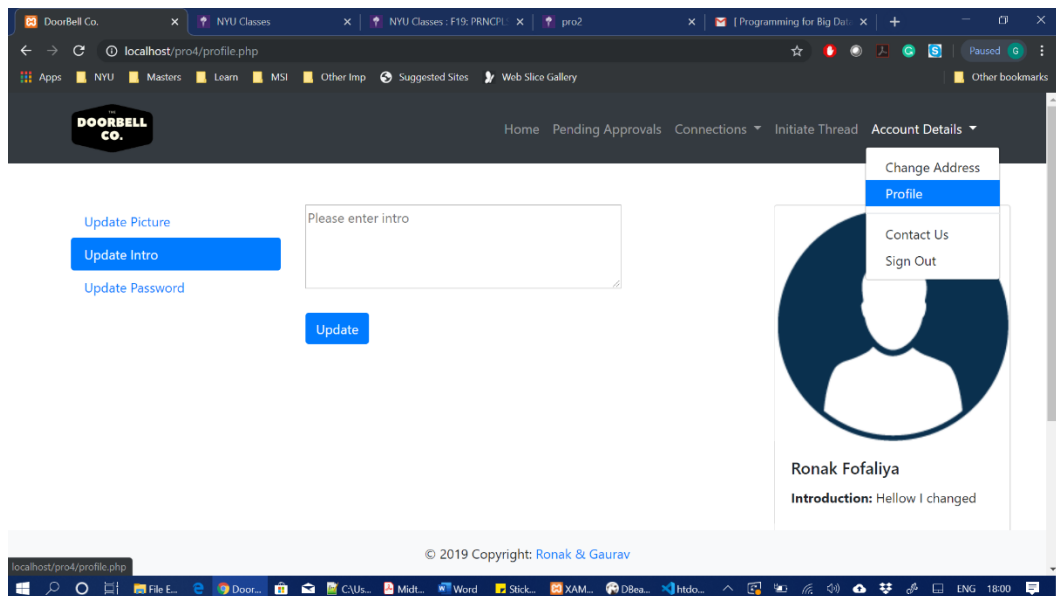 DoorBell Co.
NYU Classes
NYU Classes : F19: PRNCPL
pro2
[Programming for Big Data
localhost/pro4/profile.php
Paused G
Apps NYU Masters Learn MSI Other Imp Suggested Sites Web Slice Gallery Other bookmarks
THE
DOORBELL
CO.
Home Pending Approvals Connections Initiate Thread Account Details
Change Address
Profile
Contact Us
Sign Out
Update Picture
Update Intro
Update Password
Please enter intro
Update
Ronak Fofaliya
Introduction: Hellow I changed
© 2019 Copyright: Ronak & Gaurav
localhost/pro4/profile.php
File E... Door... C:\Us... Midt... Word Stick... XAM... DBea... htdo... ENG 18:00